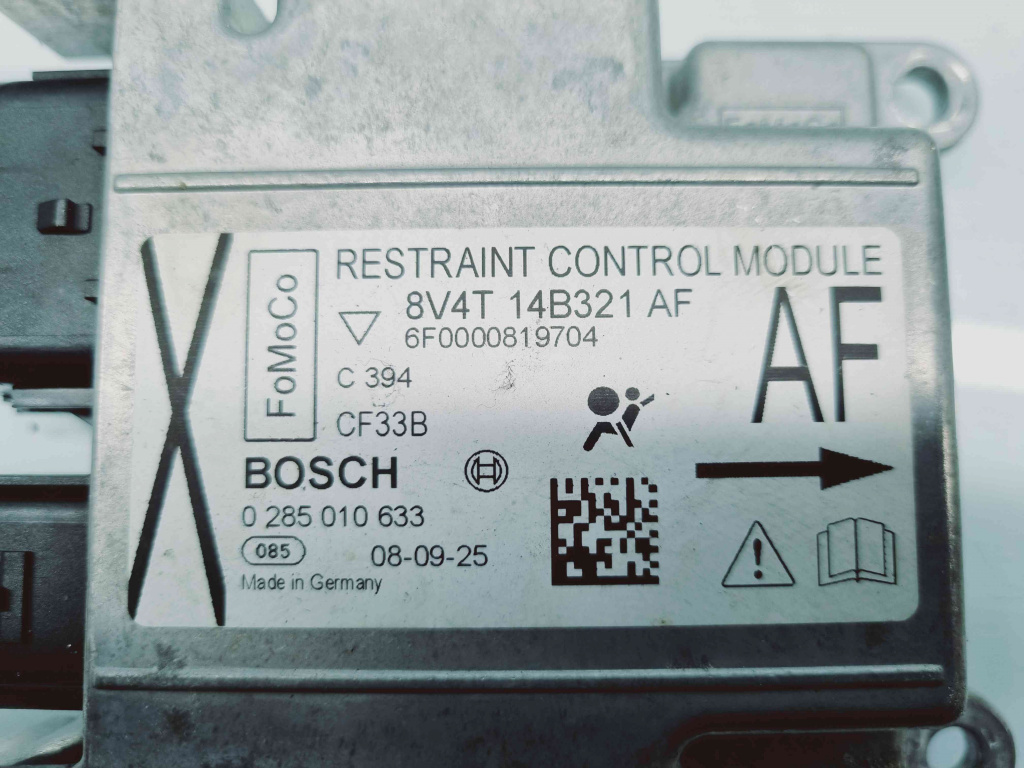 RESTRAINT CONTROL MODULE
FoMoCo
8V4T 14B321 AF
6F0000819704
AF
C 394
CF33B
BOSCH
0 285 010 633
085
08-09-25
Made in Germany